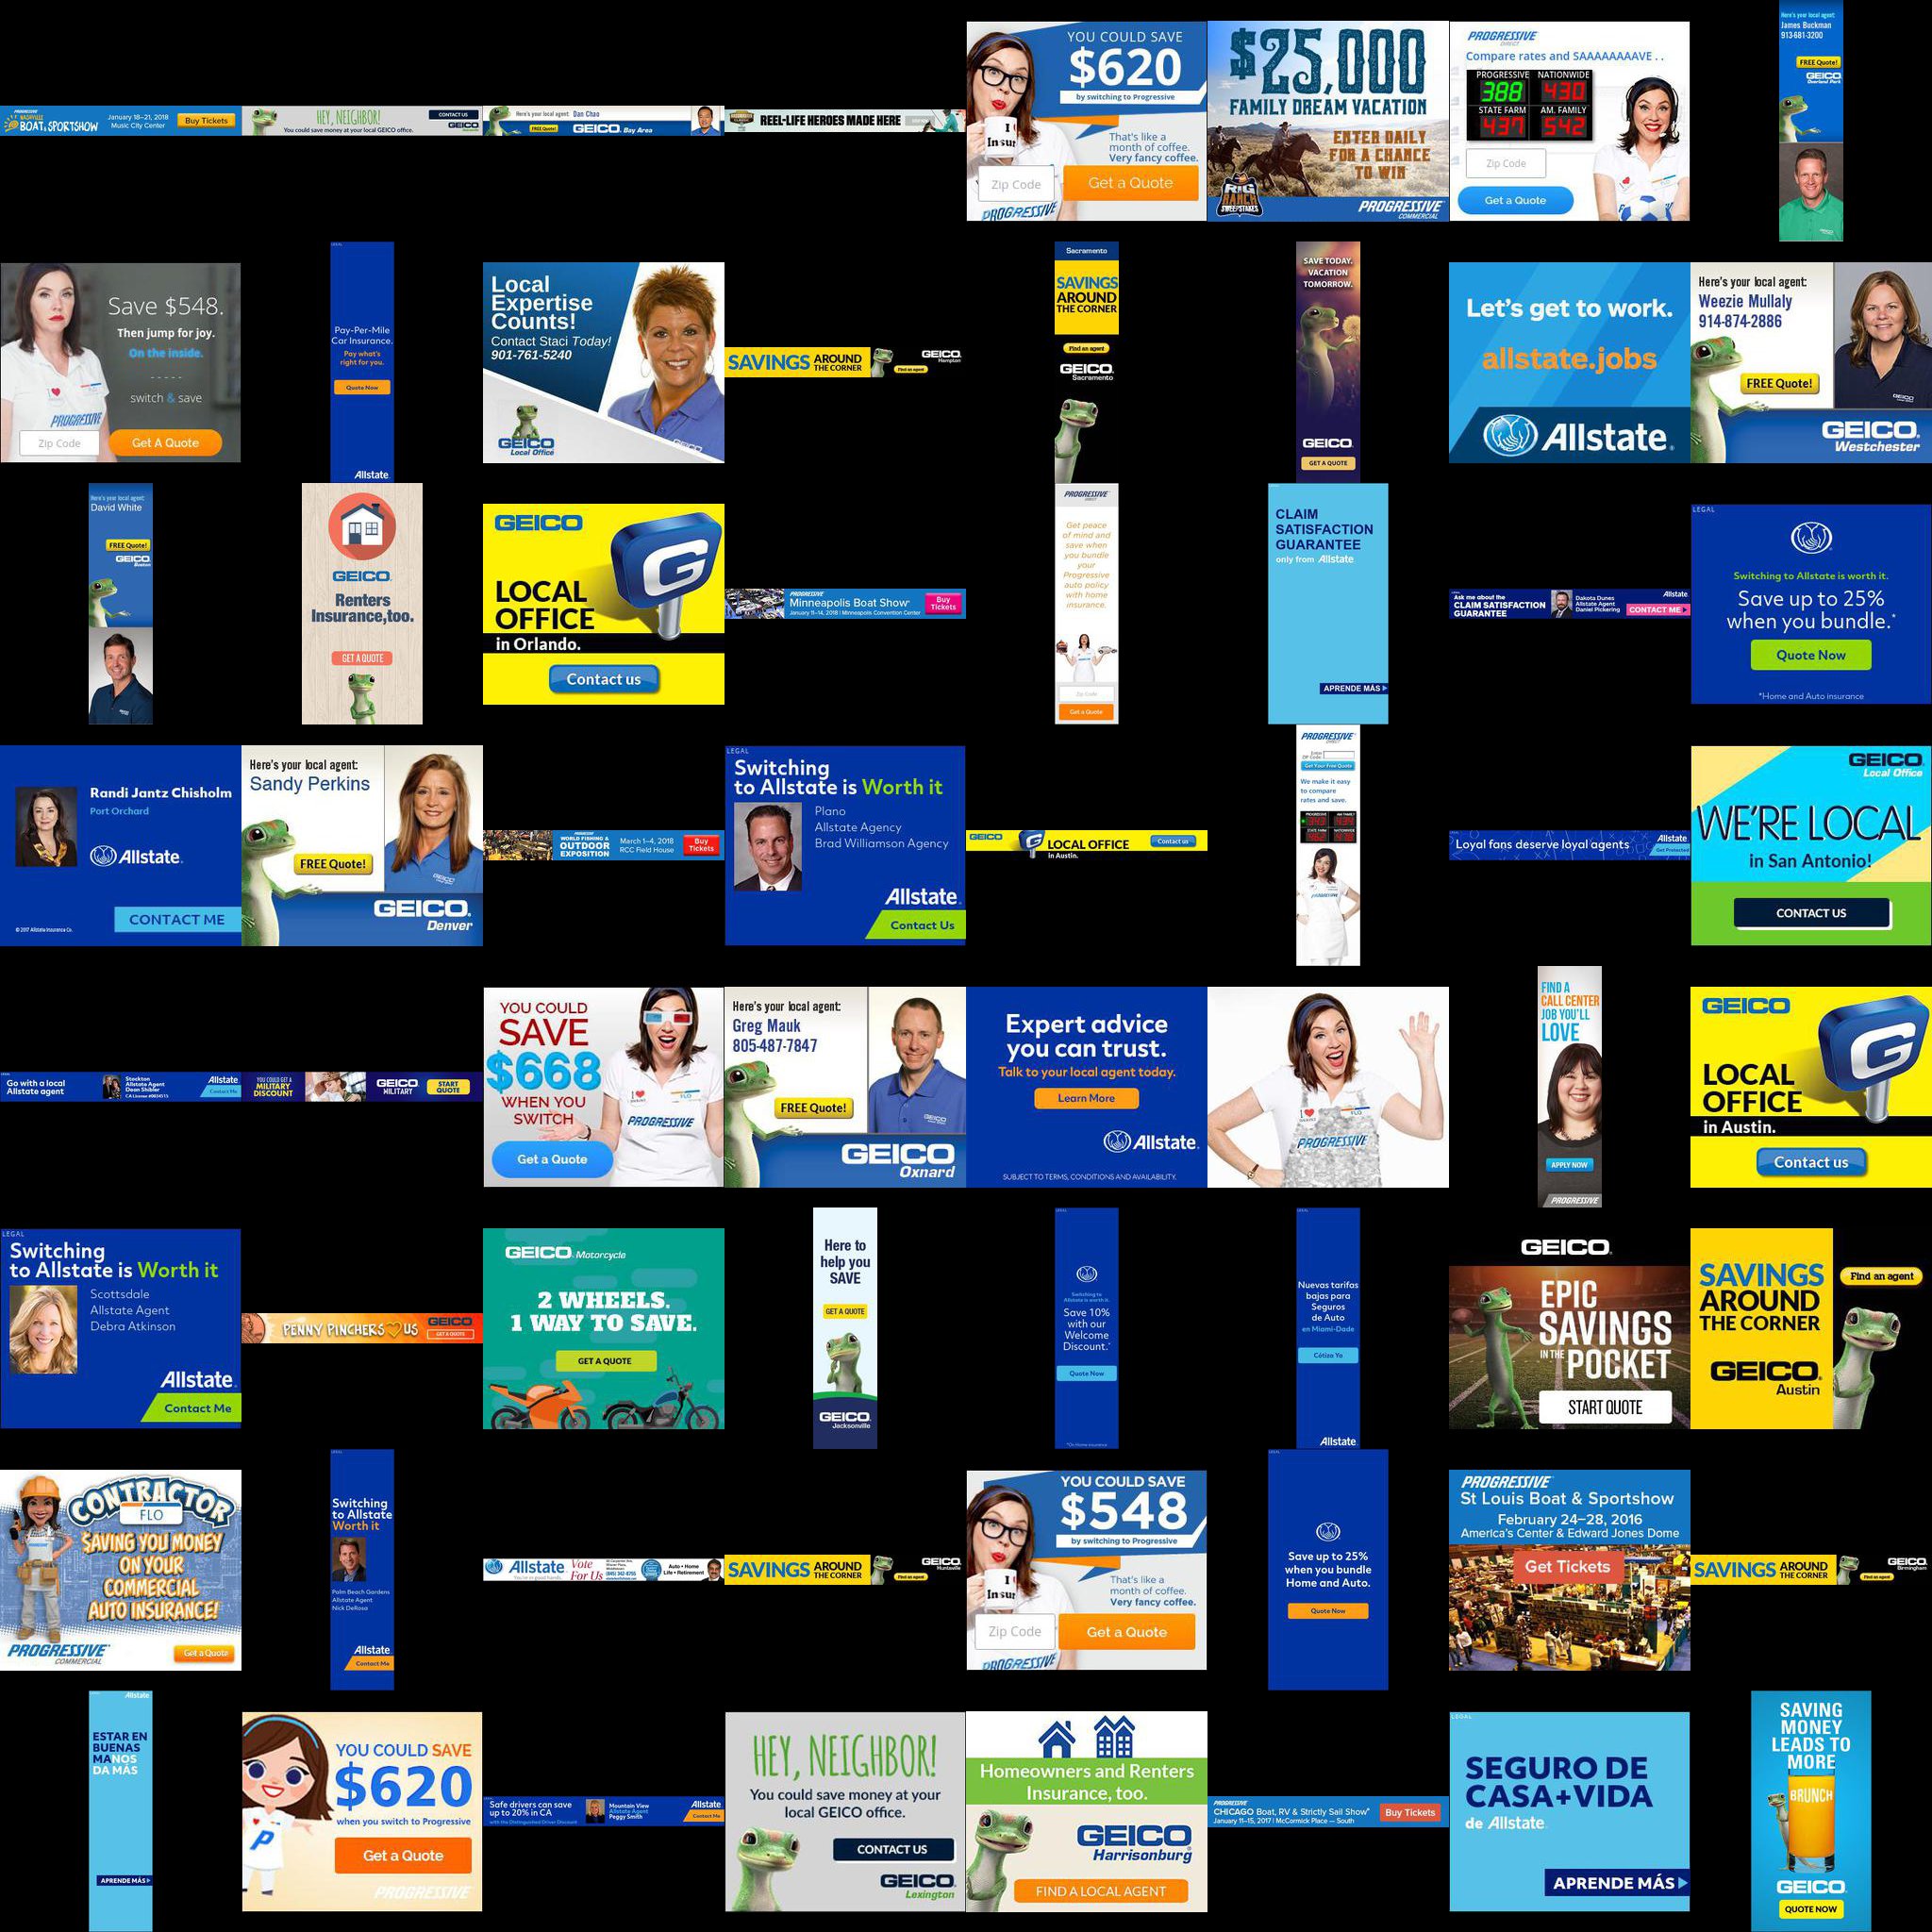 PROGRESSIVE
NASHVILLE
BOAT & SPORTSHOW
January 18–21, 2018
Music City Center
Buy Tickets
HEY, NEIGHBOR!
You could save money at your local GEICO office.
CONTACT US
GEICO
Here's your local agent: Dan Chao
FREE Quote!
GEICO. Bay Area
REEL-LIFE HEROES MADE HERE
YOU COULD SAVE
$620
by switching to Progressive
I
Insur
That's like a
month of coffee.
Very fancy coffee.
Zip Code
Get a Quote
PROGRESSIVE
$25,000
FAMILY DREAM VACATION
ENTER DAILY
FOR A CHANCE
TO WIN
RIG
RANCH
SWEEPSTAKES
PROGRESSIVE
COMMERCIAL
PROGRESSIVE
DIRECT
Compare rates and SAAAAAAAVE . .
PROGRESSIVE NATIONWIDE
388 430
STATE FARM AM. FAMILY
437 542
Zip Code
Get a Quote
Here's your local agent:
James Buckman
913-681-3200
FREE Quote!
GEICO
Overland Park
Save $548.
Then jump for joy.
On the inside.
- - - - -
switch & save
PROGRESSIVE
Zip Code
Get A Quote
LEGAL
Pay-Per-Mile
Car Insurance.
Pay what's
right for you.
Quote Now
Allstate
Local
Expertise
Counts!
Contact Staci Today!
901-761-5240
GEICO
Local Office
SAVINGS AROUND
THE CORNER
Find an agent
GEICO
Hampton
Sacramento
SAVINGS
AROUND
THE CORNER
Find an agent
GEICO
Sacramento
SAVE TODAY.
VACATION
TOMORROW.
GEICO
GET A QUOTE
Let's get to work.
allstate.jobs
Allstate
Here's your local agent:
Weezie Mullaly
914-874-2886
FREE Quote!
GEICO
Westchester
Here's your local agent:
David White
FREE Quote!
GEICO
Boston
GEICO
Renters
Insurance,too.
GET A QUOTE
GEICO
G
LOCAL
OFFICE
in Orlando.
Contact us
PROGRESSIVE
Minneapolis Boat Show
January 11–14, 2018 | Minneapolis Convention Center
Buy
Tickets
PROGRESSIVE
DIRECT
Get peace
of mind and
save when
you bundle
your
Progressive
auto policy
with home
insurance.
Zip Code
Get a Quote
CLAIM
SATISFACTION
GUARANTEE
only from Allstate
APRENDE MÁS
Ask me about the
CLAIM SATISFACTION
GUARANTEE
Dakota Dunes
Allstate Agent
Daniel Pickering
Allstate
CONTACT ME
LEGAL
Switching to Allstate is worth it.
Save up to 25%
when you bundle.*
Quote Now
*Home and Auto insurance
Randi Jantz Chisholm
Port Orchard
Allstate
CONTACT ME
© 2017 Allstate Insurance Co.
Here's your local agent:
Sandy Perkins
FREE Quote!
GEICO
Denver
PROGRESSIVE
WORLD FISHING &
OUTDOOR
EXPOSITION
March 1–4, 2018
RCC Field House
Buy
Tickets
LEGAL
Switching
to Allstate is Worth it
Plano
Allstate Agency
Brad Williamson Agency
Allstate
Contact Us
GEICO
LOCAL OFFICE
in Austin.
Contact us
PROGRESSIVE
DIRECT
Enter
ZIP Code
Get Your Free Quote
We make it easy
to compare
rates and save.
Loyal fans deserve loyal agents
Allstate
Get Protected
GEICO
Local Office
WE'RE LOCAL
in San Antonio!
CONTACT US
Go with a local
Allstate agent
Stockton
Allstate Agent
Dean Shibler
CA License #0B04515
Allstate
Contact Me
YOU COULD GET A
MILITARY
DISCOUNT
GEICO
MILITARY
START
QUOTE
YOU COULD
SAVE
$668
WHEN YOU
SWITCH
Get a Quote
FLO
PROGRESSIVE
Here's your local agent:
Greg Mauk
805-487-7847
FREE Quote!
GEICO
Oxnard
Expert advice
you can trust.
Talk to your local agent today.
Learn More
Allstate
SUBJECT TO TERMS, CONDITIONS AND AVAILABILITY.
FLO
PROGRESSIVE
FIND A
CALL CENTER
JOB YOU'LL
LOVE
APPLY NOW
PROGRESSIVE
GEICO
G
LOCAL
OFFICE
in Austin.
Contact us
LEGAL
Switching
to Allstate is Worth it
Scottsdale
Allstate Agent
Debra Atkinson
Allstate
Contact Me
PENNY PINCHERS US
GEICO
GET A QUOTE
GEICO Motorcycle
2 WHEELS.
1 WAY TO SAVE.
GET A QUOTE
Here to
help you
SAVE
GET A QUOTE
GEICO
Jacksonville
Switching to
Allstate is worth it.
Save 10%
with our
Welcome
Discount.*
Quote Now
*On Home insurance
Nuevas tarifas
bajas para
Seguros
de Auto
en Miami-Dade
Cotiza Ya
Allstate
GEICO
EPIC
SAVINGS
IN THE POCKET
START QUOTE
SAVINGS
AROUND
THE CORNER
Find an agent
GEICO
Austin
CONTRACTOR
FLO
SAVING YOU MONEY
ON YOUR
COMMERCIAL
AUTO INSURANCE!
PROGRESSIVE
COMMERCIAL
Get a Quote
Switching
to Allstate
Worth it
Palm Beach Gardens
Allstate Agent
Nick DeRosa
Allstate
Contact Me
Allstate
You're in good hands.
Vote
For Us
Auto • Home
Life • Retirement
SAVINGS AROUND
THE CORNER
Find an agent
GEICO
Huntsville
YOU COULD SAVE
$548
by switching to Progressive
I
Insur
That's like a
month of coffee.
Very fancy coffee.
Zip Code
Get a Quote
PROGRESSIVE
Save up to 25%
when you bundle
Home and Auto.
Quote Now
PROGRESSIVE
St Louis Boat & Sportshow
February 24–28, 2016
America's Center & Edward Jones Dome
Get Tickets
SAVINGS AROUND
THE CORNER
Find an agent
GEICO
Birmingham
Allstate
ESTAR EN
BUENAS
MANOS
DA MÁS
APRENDE MÁS
YOU COULD SAVE
$620
when you switch to Progressive
P
Get a Quote
PROGRESSIVE
Safe drivers can save
up to 20% in CA
with the Distinguished Driver Discount
Mountain View
Allstate Agent
Peggy Smith
Allstate
Contact Me
HEY, NEIGHBOR!
You could save money at your
local GEICO office.
CONTACT US
GEICO
Lexington
Homeowners and Renters
Insurance, too.
GEICO
Harrisonburg
FIND A LOCAL AGENT
PROGRESSIVE
CHICAGO Boat, RV & Strictly Sail Show
January 11–15, 2017 | McCormick Place — South
Buy Tickets
LEGAL
SEGURO DE
CASA+VIDA
de Allstate
APRENDE MÁS
SAVING
MONEY
LEADS TO
MORE
BRUNCH
GEICO
QUOTE NOW